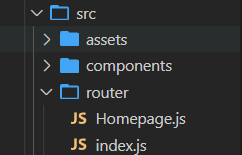 src
assets
components
router
JS Homepage.js
JS index.js